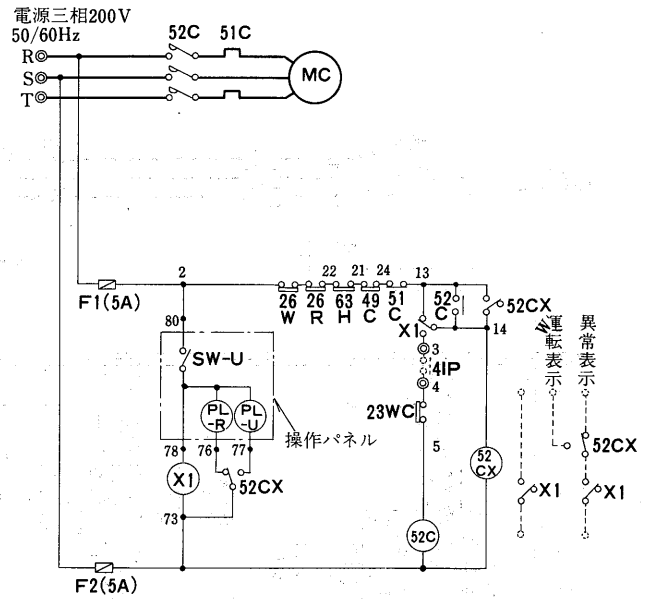 電源三相200V
50/60Hz
52C 51C
R
S
T
MC
F1(5A)
2
22 21 24 13
26 26 63 49 51 52
W R H C C C
52CX
X1
14
80
SW-U
3
4IP
4
PL-R
PL-U
23WC
操作パネル
78 76 77
5
X1
52CX
52CX
73
52C
F2(5A)
W運転表示
異常表示
52CX
X1 X1